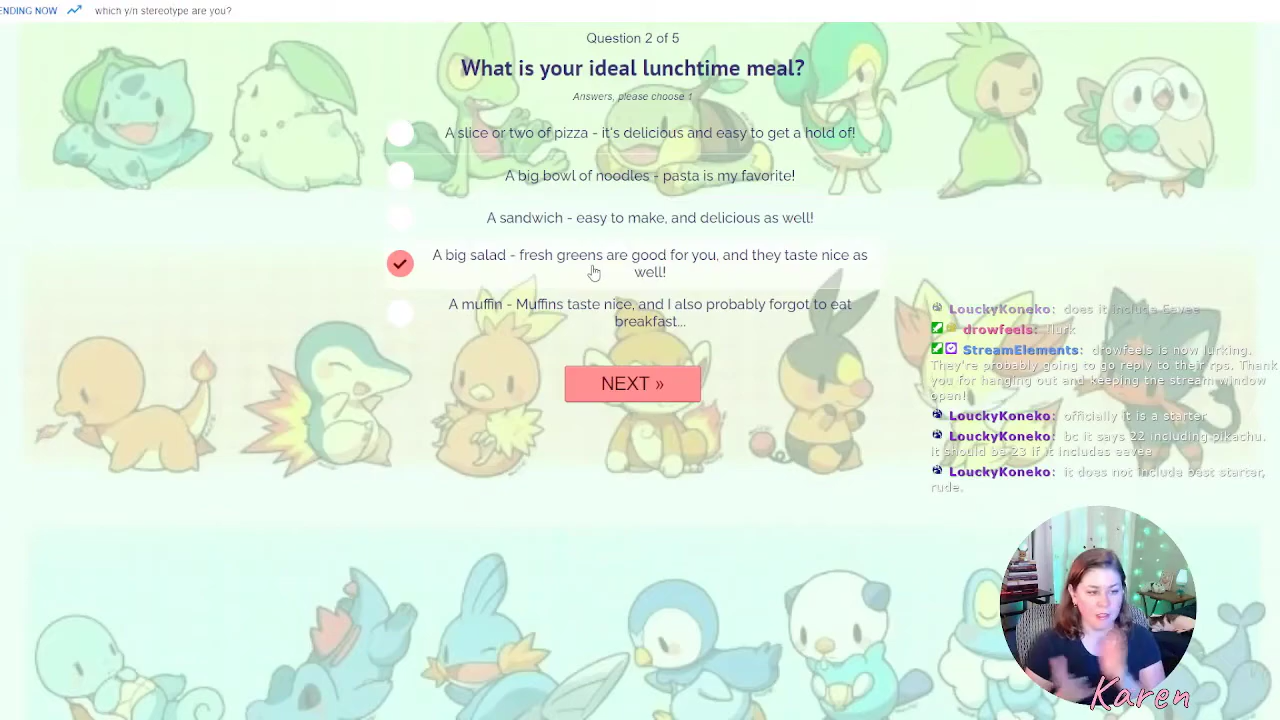 ENDING NOW which y/n stereotype are you?
Question 2 of 5
What is your ideal lunchtime meal?
Answers, please choose 1
A slice or two of pizza - it's delicious and easy to get a hold of!
A big bowl of noodles - pasta is my favorite!
A sandwich - easy to make, and delicious as well!
A big salad - fresh greens are good for you, and they taste nice as
well!
A muffin - Muffins taste nice, and I also probably forgot to eat
breakfast...
NEXT »
LouckyKoneko: does it include Eevee
drowfeels: !lurk
StreamElements: drowfeels is now lurking.
They're probably going to go reply to their rps. Thank
you for hanging out and keeping the stream window
open!
LouckyKoneko: officially it is a starter
LouckyKoneko: bc it says 22 including pikachu.
it should be 23 if it includes eevee
LouckyKoneko: it does not include best starter,
rude.
Karen